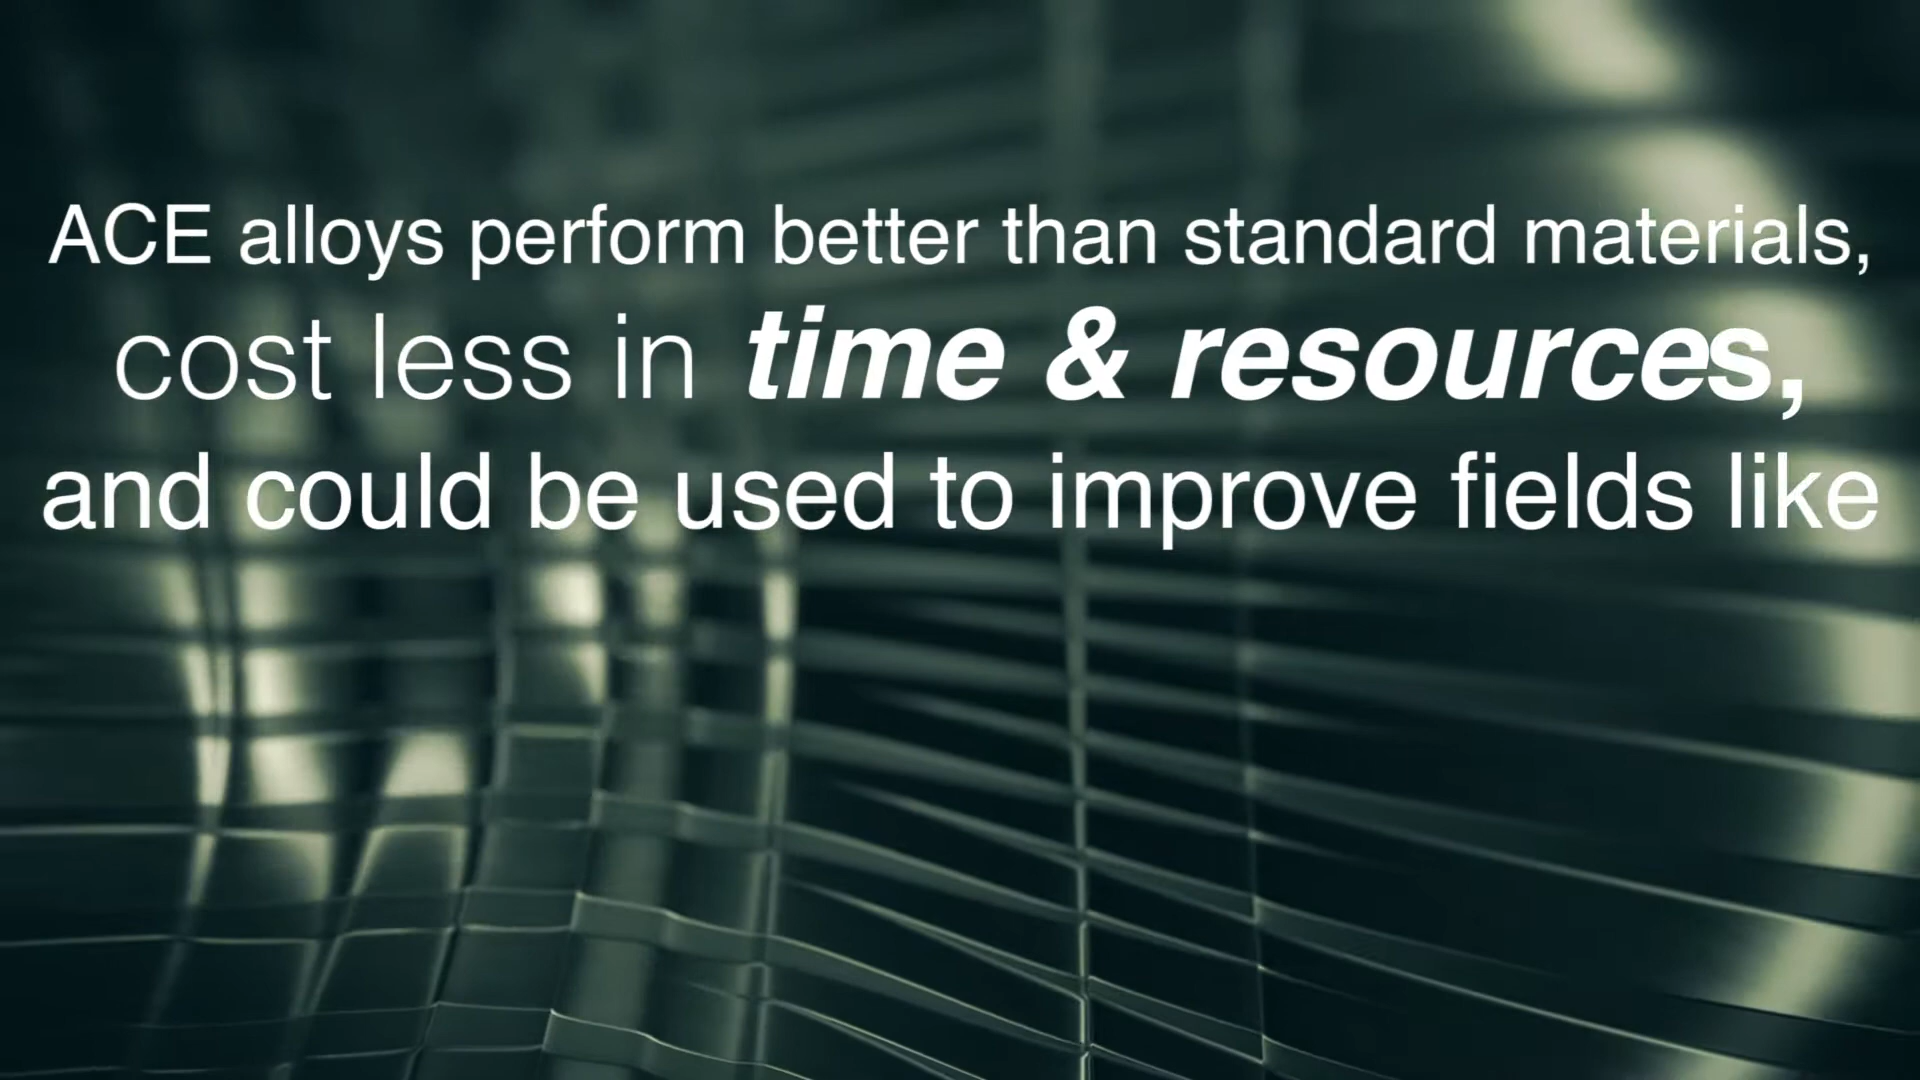 ACE alloys perform better than standard materials,
cost less in time & resources,
and could be used to improve fields like